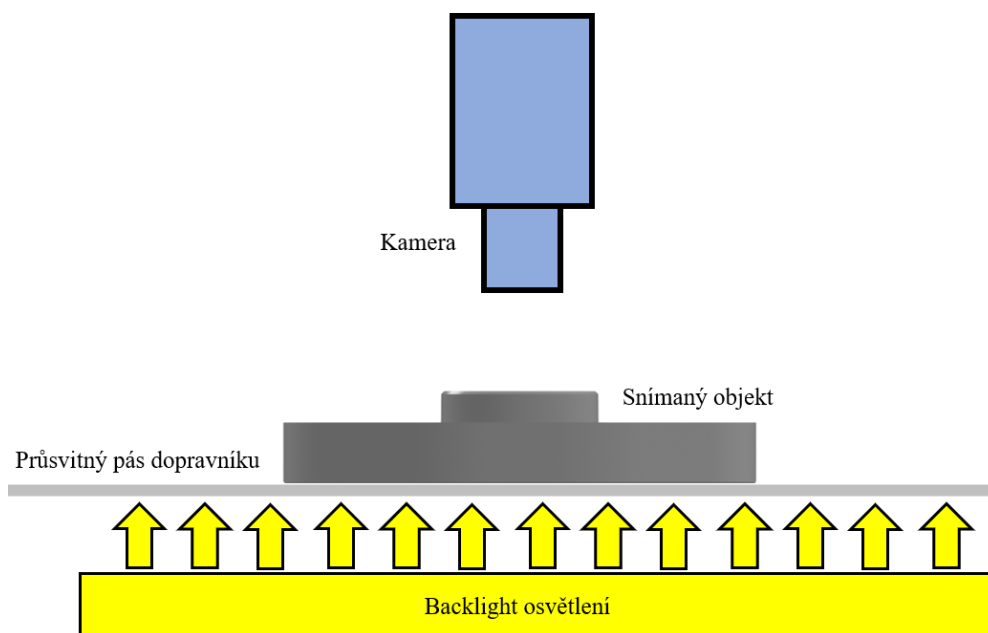 Kamera
Snímaný objekt
Průsvitný pás dopravníku
Backlight osvětlení